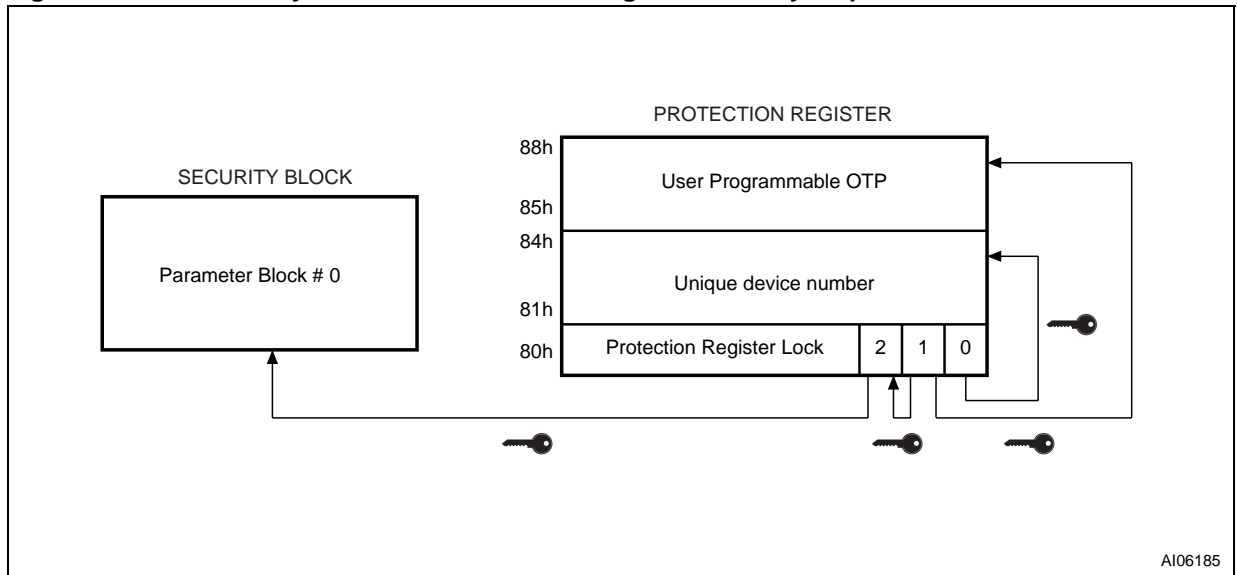 PROTECTION REGISTER
88h
User Programmable OTP
SECURITY BLOCK
85h
84h
Parameter Block # 0
Unique device number
81h
80h
Protection Register Lock 2 1 0
AI06185